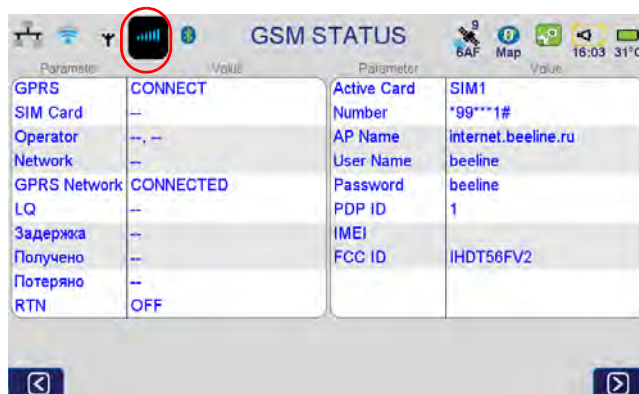 GSM STATUS
9
6AF
Map
16:03
31°C
Parameter Value Parameter Value
GPRS CONNECT Active Card SIM1
SIM Card -- Number *99***1#
Operator --, -- AP Name internet.beeline.ru
Network -- User Name beeline
GPRS Network CONNECTED Password beeline
LQ -- PDP ID 1
Задержка -- IMEI
Получено -- FCC ID IHDT56FV2
Потеряно --
RTN OFF